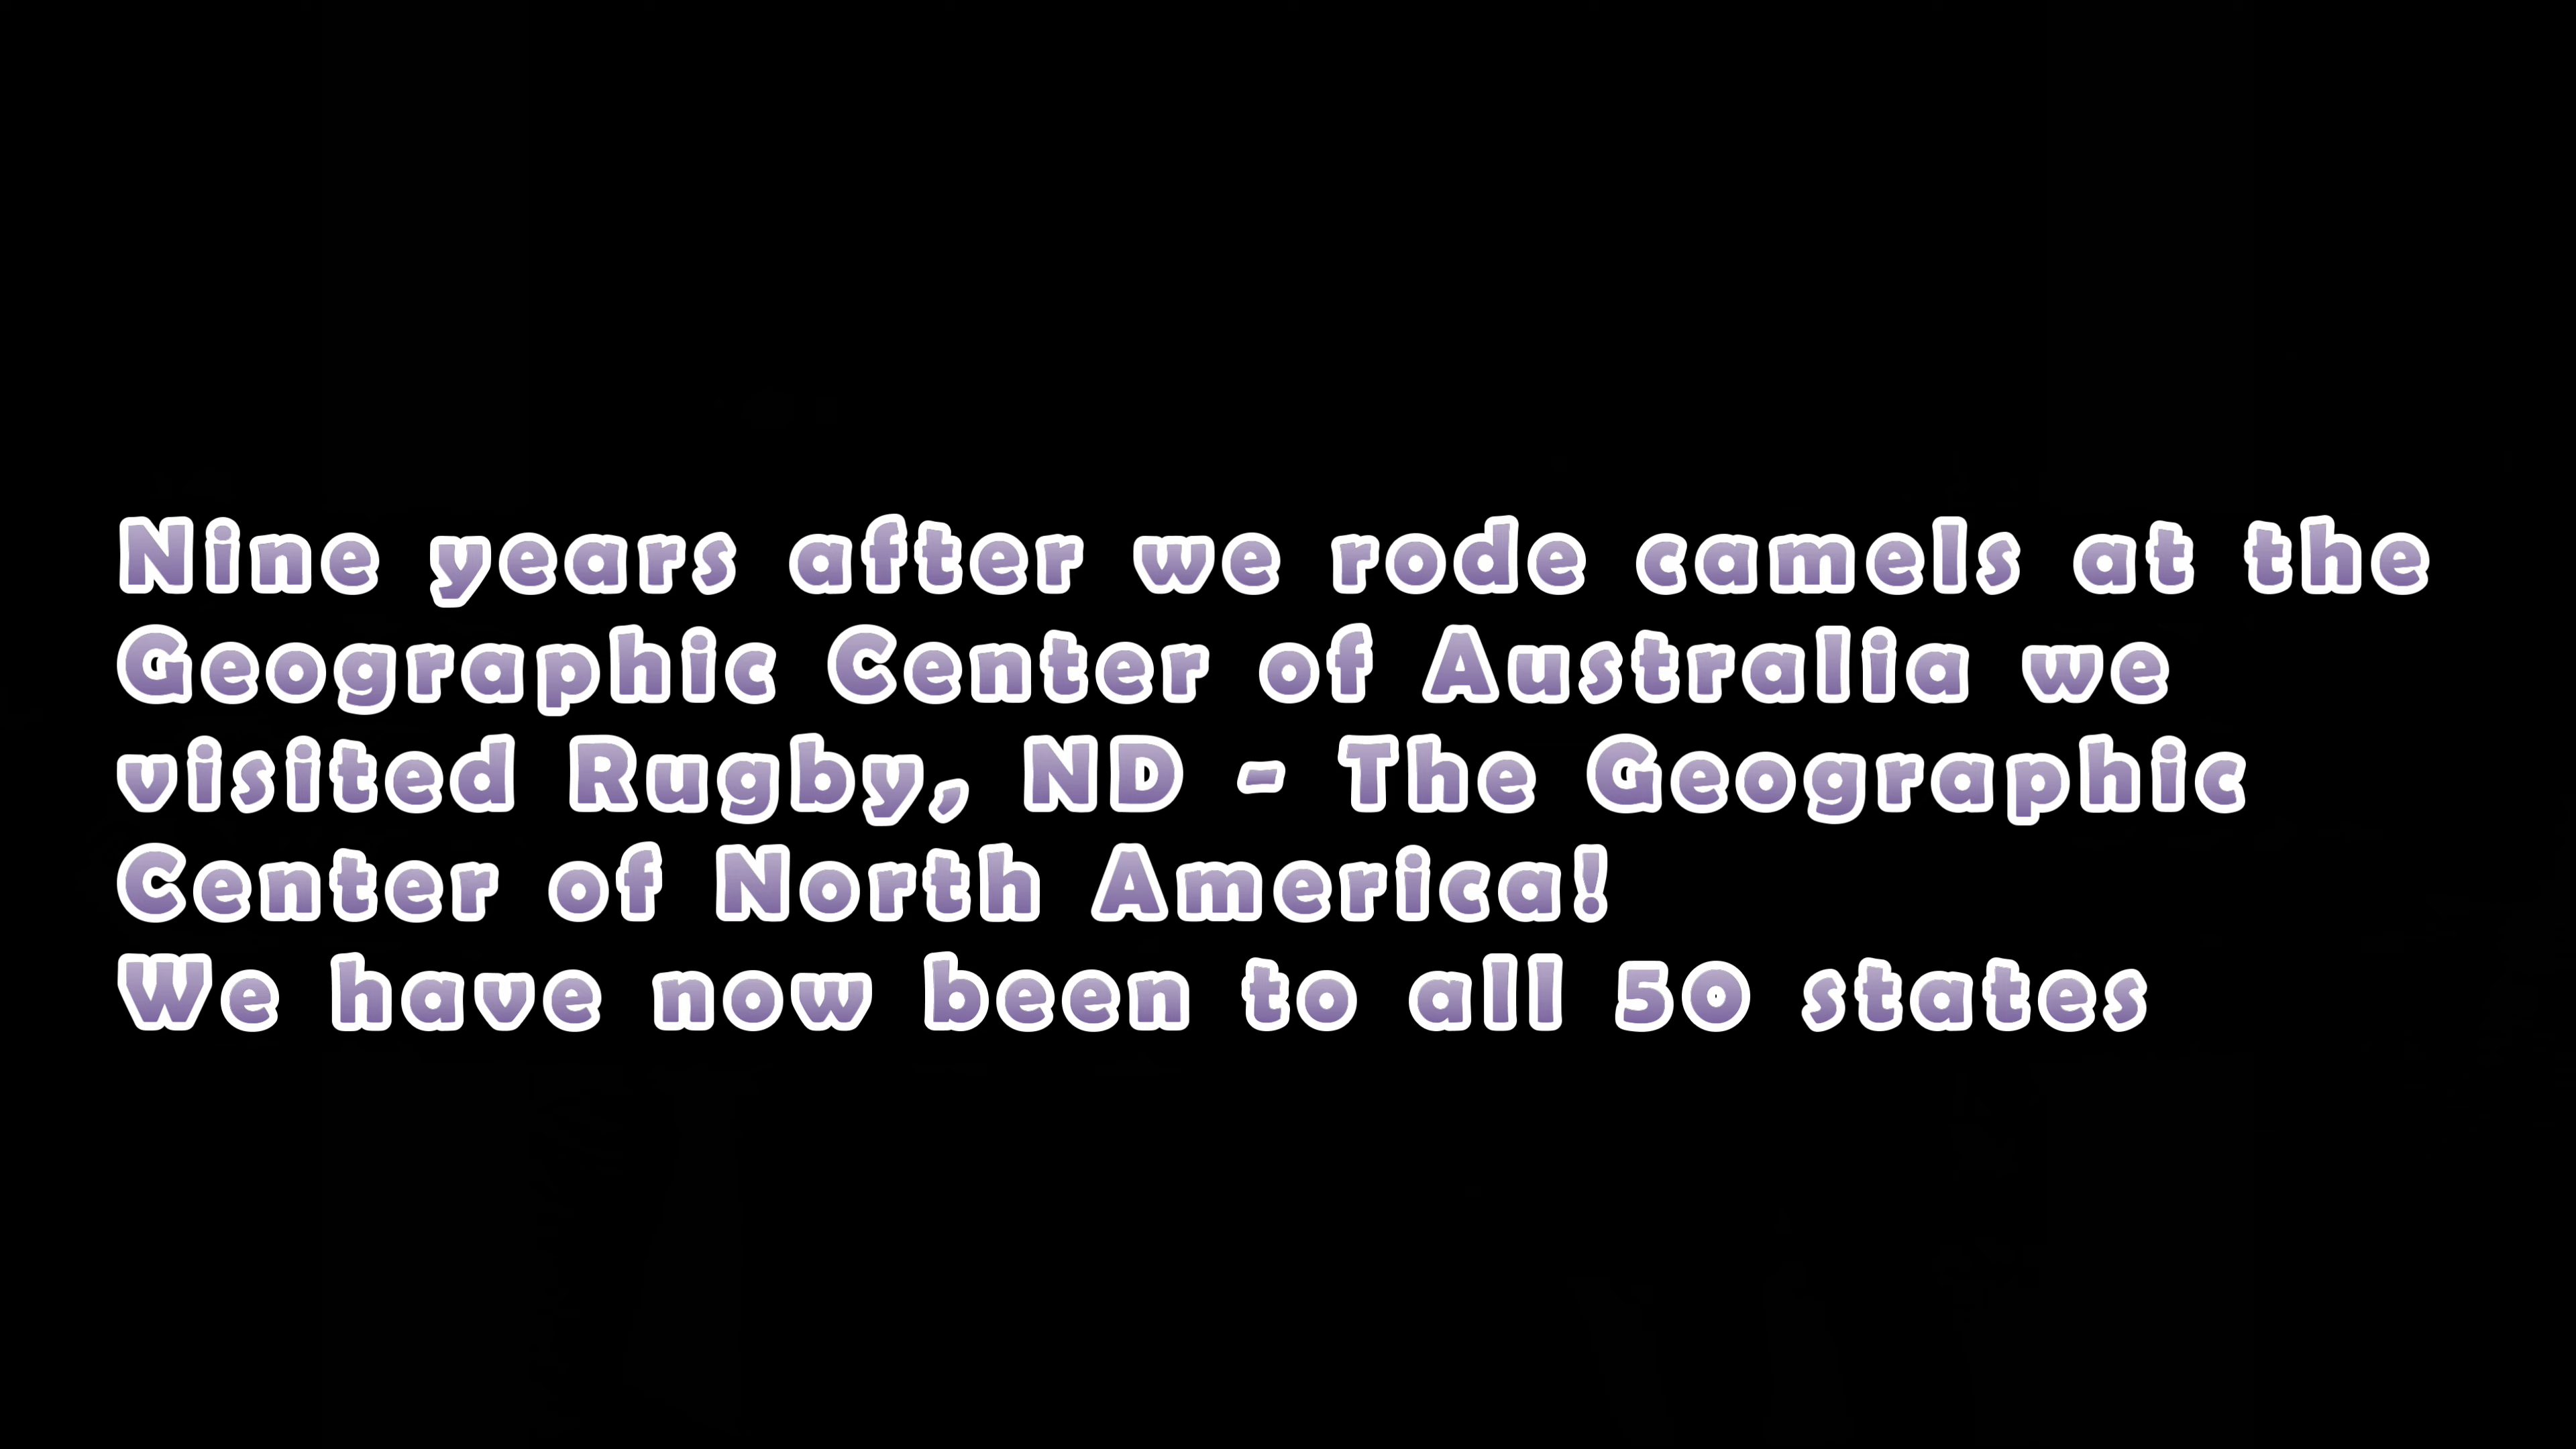 Nine years after we rode camels at the
Geographic Center of Australia we
visited Rugby, ND - The Geographic
Center of North America!
We have now been to all 50 states